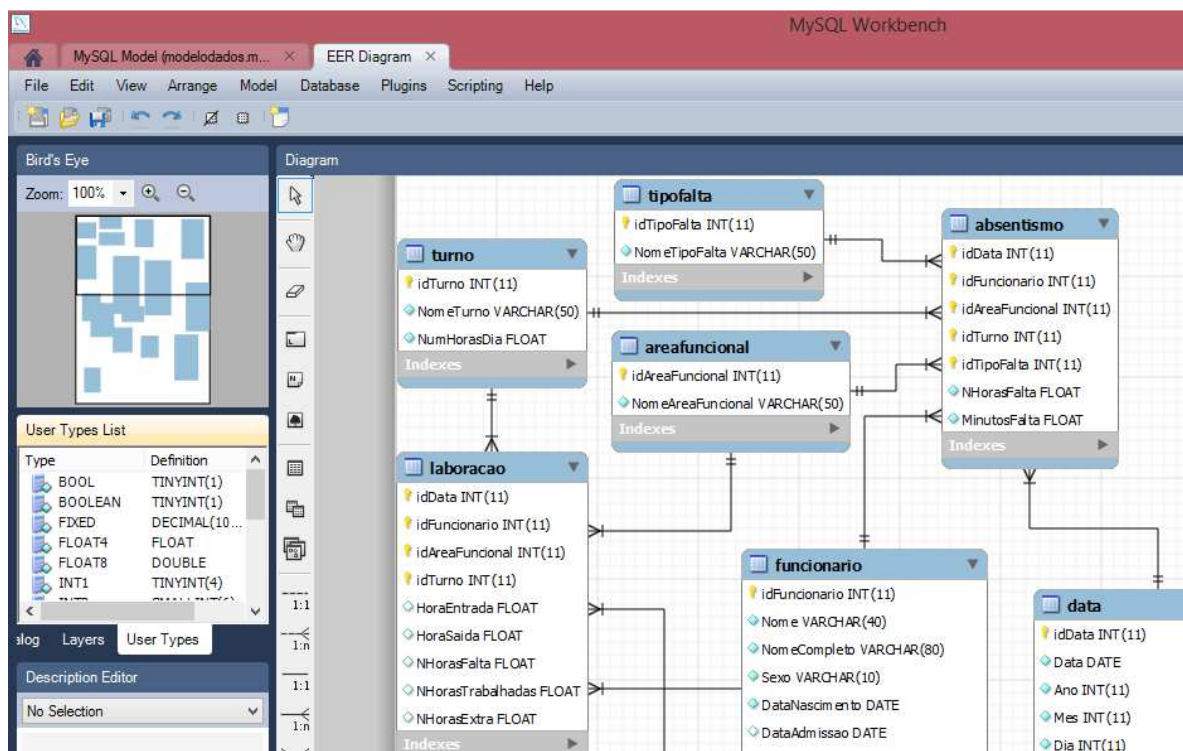 MySQL Workbench
MySQL Model (modelodados.m... ×
EER Diagram ×
File Edit View Arrange Model Database Plugins Scripting Help
Bird's Eye
Zoom: 100%
User Types List
Type Definition
BOOL TINYINT(1)
BOOLEAN TINYINT(1)
FIXED DECIMAL(10...
FLOAT4 FLOAT
FLOAT8 DOUBLE
INT1 TINYINT(4)
alog Layers User Types
Description Editor
No Selection
Diagram
1:1
1:n
1:1
1:n
tipofalta
idTipoFalta INT(11)
NomeTipoFalta VARCHAR(50)
Indexes
turno
idTurno INT(11)
NomeTurno VARCHAR(50)
NumHorasDia FLOAT
Indexes
areafuncional
idAreaFuncional INT(11)
NomeAreaFuncional VARCHAR(50)
Indexes
absentismo
idData INT(11)
idFuncionario INT(11)
idAreaFuncional INT(11)
idTurno INT(11)
idTipoFalta INT(11)
NHorasFalta FLOAT
MinutosFalta FLOAT
Indexes
laboracao
idData INT(11)
idFuncionario INT(11)
idAreaFuncional INT(11)
idTurno INT(11)
HoraEntrada FLOAT
HoraSaida FLOAT
NHorasFalta FLOAT
NHorasTrabalhadas FLOAT
NHorasExtra FLOAT
Indexes
funcionario
idFuncionario INT(11)
Nome VARCHAR(40)
NomeCompleto VARCHAR(80)
Sexo VARCHAR(10)
DataNascimento DATE
DataAdmissao DATE
data
idData INT(11)
Data DATE
Ano INT(11)
Mes INT(11)
Dia INT(11)